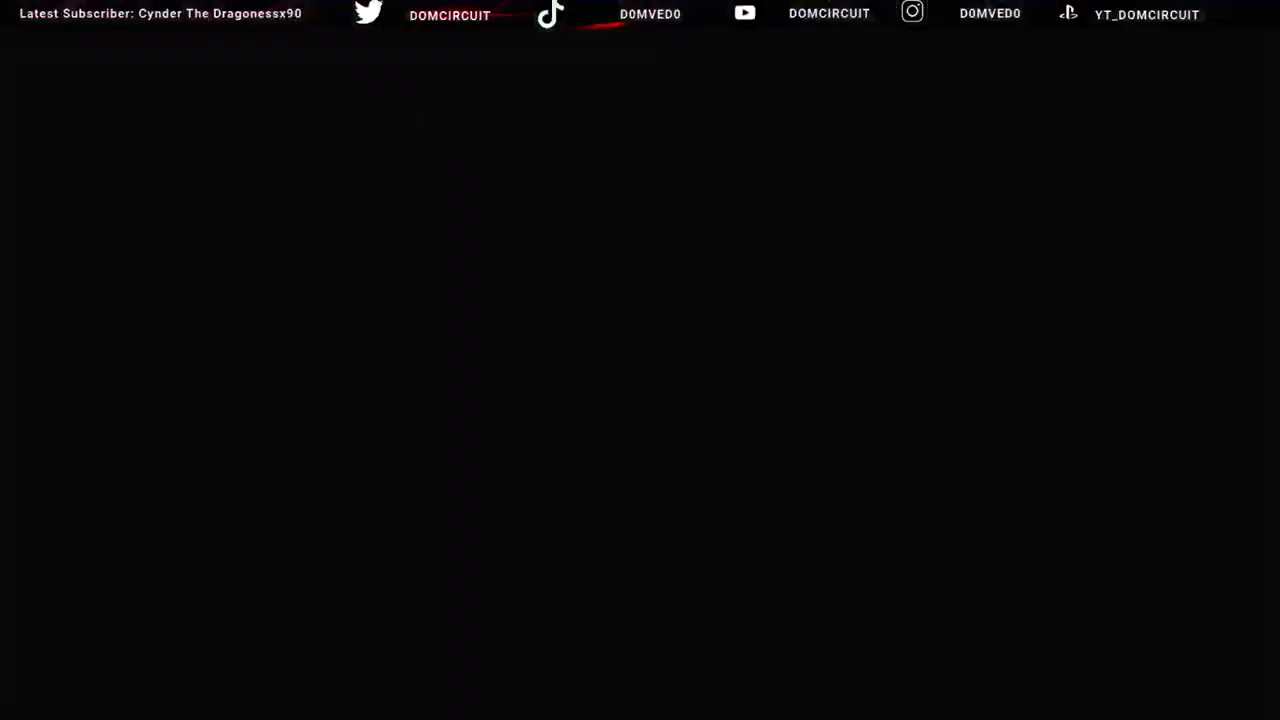 Latest Subscriber: Cynder The Dragonessx90 DOMCIRCUIT D0MVED0 DOMCIRCUIT D0MVED0 YT_DOMCIRCUIT